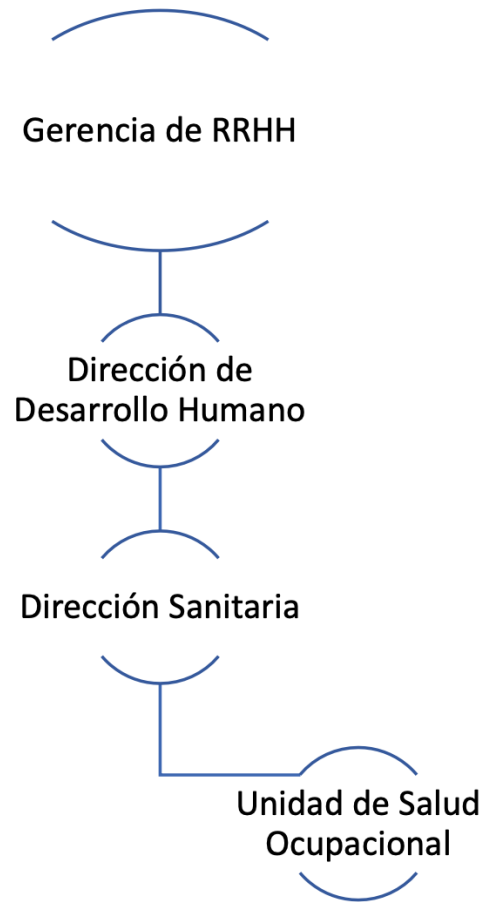 Gerencia de RRHH
Dirección de
Desarrollo Humano
Dirección Sanitaria
Unidad de Salud
Ocupacional